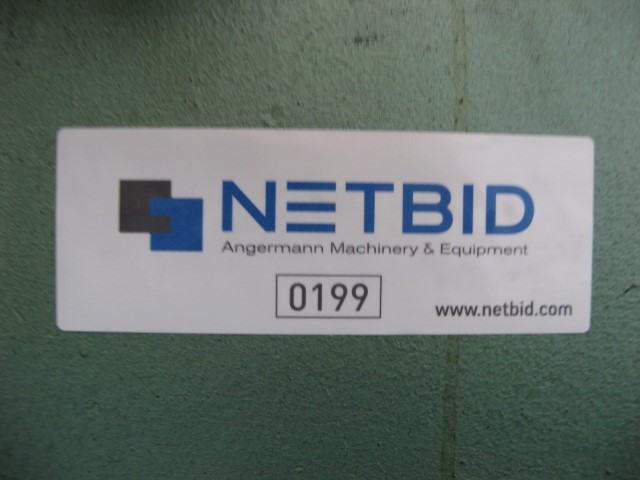 NETBID
Angermann Machinery & Equipment
0199
www.netbid.com